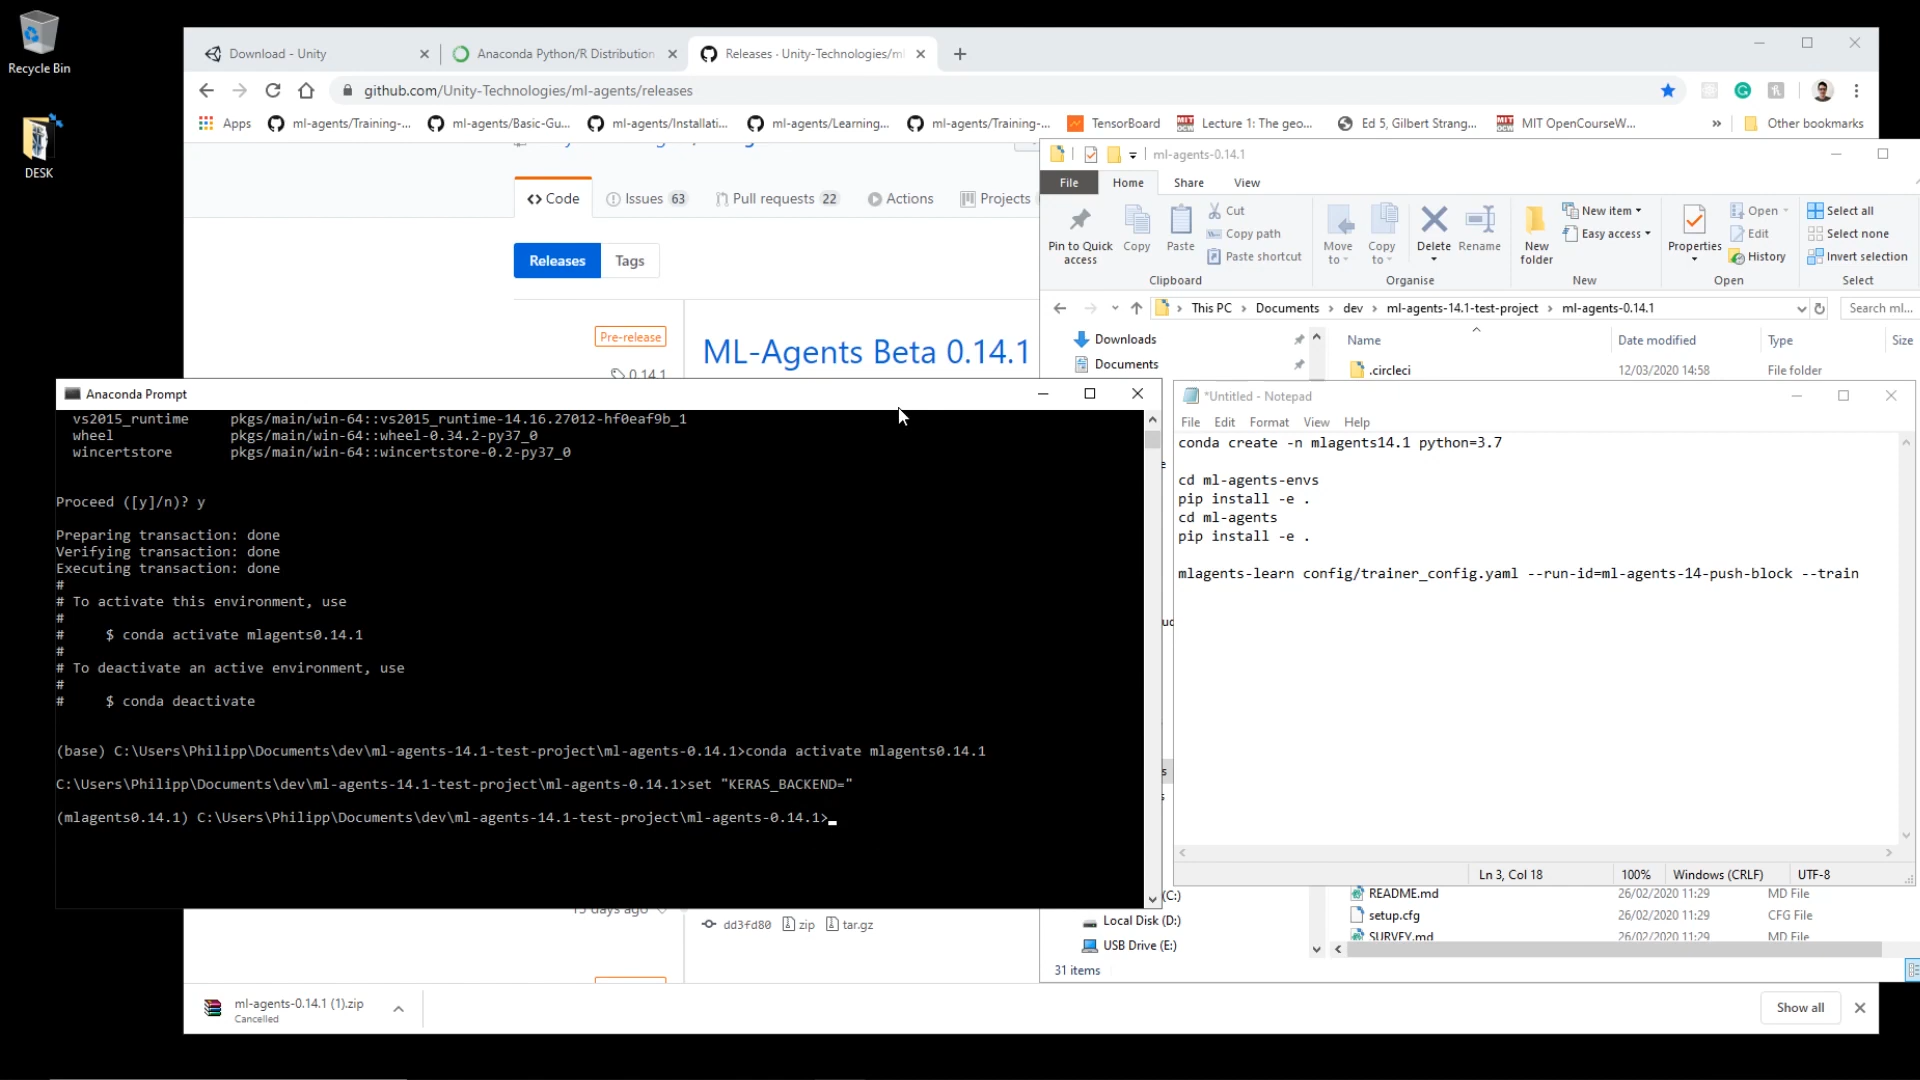 Recycle Bin
DESK
Download - Unity
Anaconda Python/R Distribution
Releases · Unity-Technologies/ml
github.com/Unity-Technologies/ml-agents/releases
Apps
ml-agents/Training-...
ml-agents/Basic-Gu...
ml-agents/Installati...
ml-agents/Learning...
ml-agents/Training-...
TensorBoard
Lecture 1: The geo...
Ed 5, Gilbert Strang...
MIT OpenCourseW...
»
Other bookmarks
<> Code
Issues 63
Pull requests 22
Actions
Projects
Releases
Tags
Pre-release
0.14.1
ML-Agents Beta 0.14.1
dd3fd80
zip
tar.gz
ml-agents-0.14.1 (1).zip
Cancelled
Show all
ml-agents-0.14.1
File
Home
Share
View
Pin to Quick access
Copy
Paste
Cut
Copy path
Paste shortcut
Clipboard
Move to
Copy to
Delete
Rename
Organise
New folder
New item
Easy access
New
Properties
Open
Edit
History
Open
Select all
Select none
Invert selection
Select
This PC > Documents > dev > ml-agents-14.1-test-project > ml-agents-0.14.1
Search ml...
Downloads
Documents
Name
Date modified
Type
Size
.circleci
12/03/2020 14:58
File folder
(C:)
Local Disk (D:)
USB Drive (E:)
README.md
26/02/2020 11:29
MD File
setup.cfg
26/02/2020 11:29
CFG File
SURVEY.md
26/02/2020 11:29
MD File
31 items
Anaconda Prompt
vs2015_runtime pkgs/main/win-64::vs2015_runtime-14.16.27012-hf0eaf9b_1
wheel pkgs/main/win-64::wheel-0.34.2-py37_0
wincertstore pkgs/main/win-64::wincertstore-0.2-py37_0
Proceed ([y]/n)? y
Preparing transaction: done
Verifying transaction: done
Executing transaction: done
#
# To activate this environment, use
#
# $ conda activate mlagents0.14.1
#
# To deactivate an active environment, use
#
# $ conda deactivate
(base) C:\Users\Philipp\Documents\dev\ml-agents-14.1-test-project\ml-agents-0.14.1>conda activate mlagents0.14.1
C:\Users\Philipp\Documents\dev\ml-agents-14.1-test-project\ml-agents-0.14.1>set "KERAS_BACKEND="
(mlagents0.14.1) C:\Users\Philipp\Documents\dev\ml-agents-14.1-test-project\ml-agents-0.14.1>
*Untitled - Notepad
File Edit Format View Help
conda create -n mlagents14.1 python=3.7
cd ml-agents-envs
pip install -e .
cd ml-agents
pip install -e .
mlagents-learn config/trainer_config.yaml --run-id=ml-agents-14-push-block --train
Ln 3, Col 18
100%
Windows (CRLF)
UTF-8